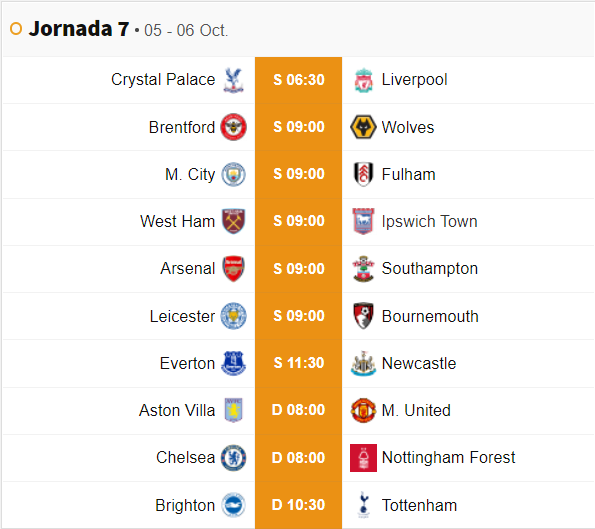 Jornada 7 • 05 - 06 Oct.
Crystal Palace S 06:30 Liverpool
Brentford S 09:00 Wolves
M. City S 09:00 Fulham
West Ham S 09:00 Ipswich Town
Arsenal S 09:00 Southampton
Leicester S 09:00 Bournemouth
Everton S 11:30 Newcastle
Aston Villa D 08:00 M. United
Chelsea D 08:00 Nottingham Forest
Brighton D 10:30 Tottenham